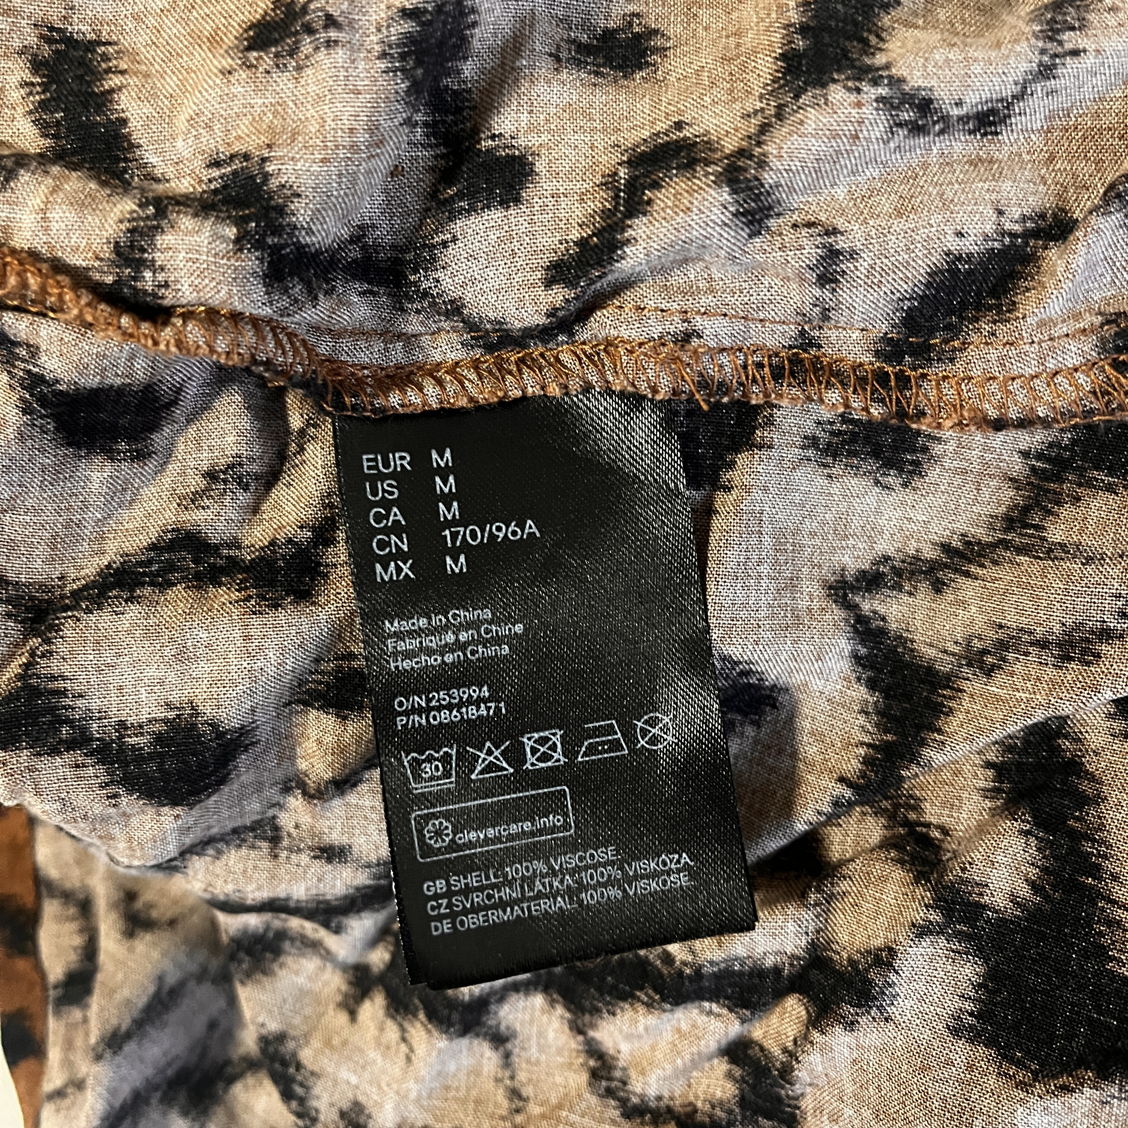 EUR M
US M
CA M
CN 170/96A
MX M
Made in China
Fabriqué en Chine
Hecho en China
O/N 253994
P/N 08618471
30
clevercare.info
GB SHELL: 100% VISCOSE.
CZ SVRCHNÍ LÁTKA: 100% VISKÓZA.
DE OBERMATERIAL: 100% VISKOSE.